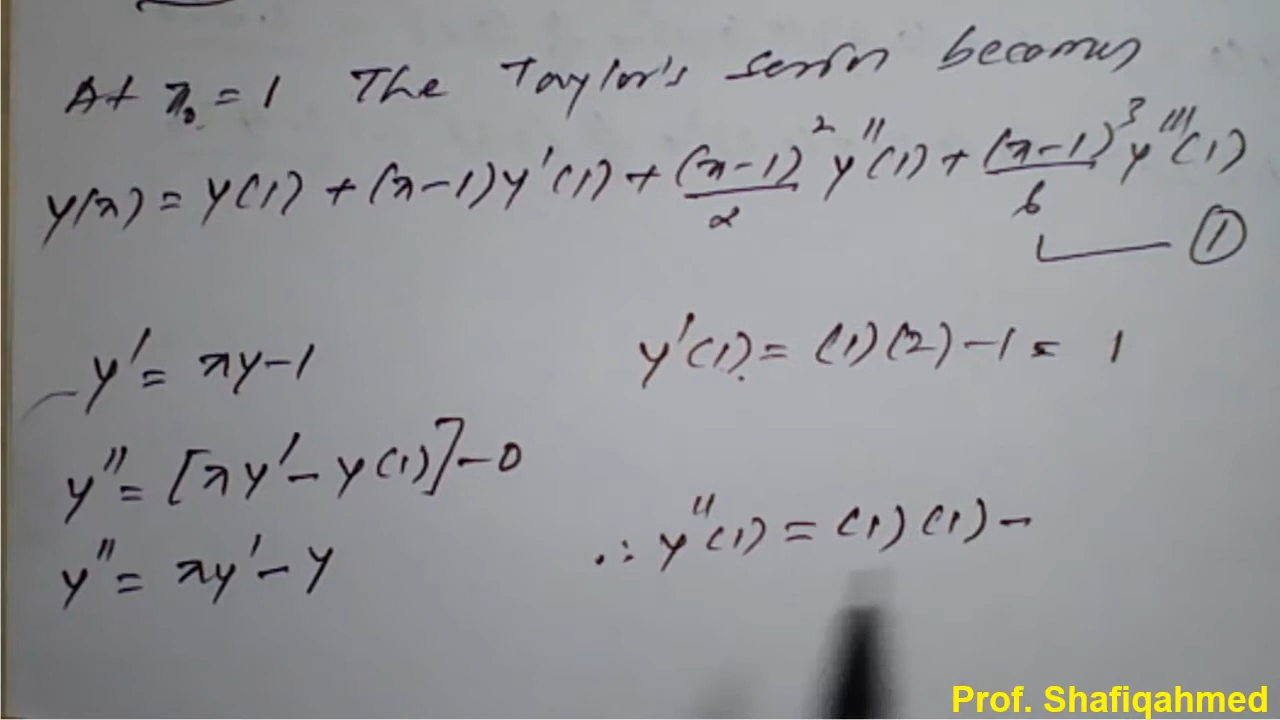 At x₀ = 1 The Taylor's series becomes
y(x) = y(1) + (x-1)y'(1) + (x-1)²/2 y''(1) + (x-1)³/6 y'''(1)
①
y' = xy-1
y'(1) = (1)(2)-1 = 1
y'' = [xy' - y(1)] - 0
y'' = xy' - y
∴ y''(1) = (1)(1) -
Prof. Shafiqahmed